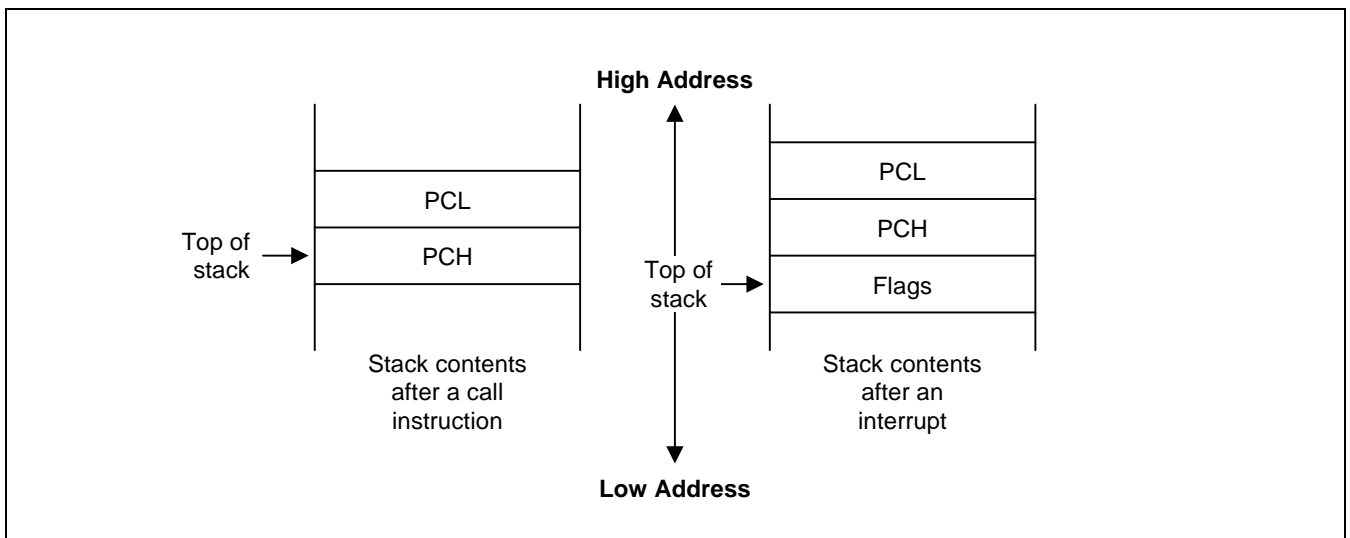 High Address
PCL
PCH
Top of
stack
Stack contents
after a call
instruction
Top of
stack
PCL
PCH
Flags
Stack contents
after an
interrupt
Low Address